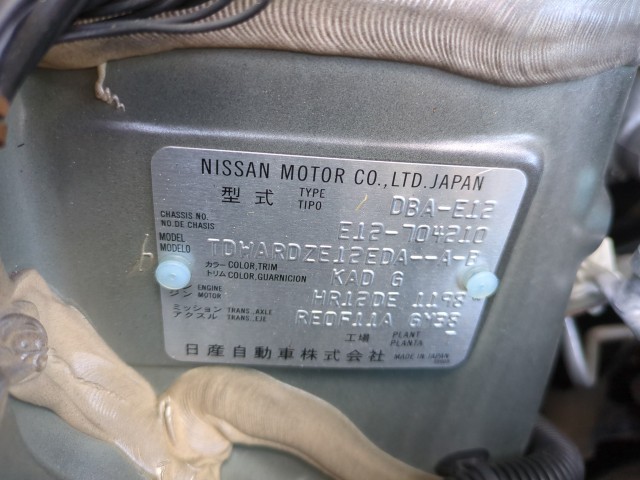 NISSAN MOTOR CO.,LTD.JAPAN
型式 TYPE TIPO DBA-E12
CHASSIS NO. NO DE CHASIS E12-704210
MODEL MODELO TDWARDZE12EDA--A-B
カラー COLOR,TRIM トリム COLOR,GUARNICION KAD G
ENGINE MOTOR HR12DE 1198
ミッション TRANS.,AXLE アクスル TRANS.,EJE RE0F11A GY38
工場 PLANT PLANTA
日産自動車株式会社 MADE IN JAPAN